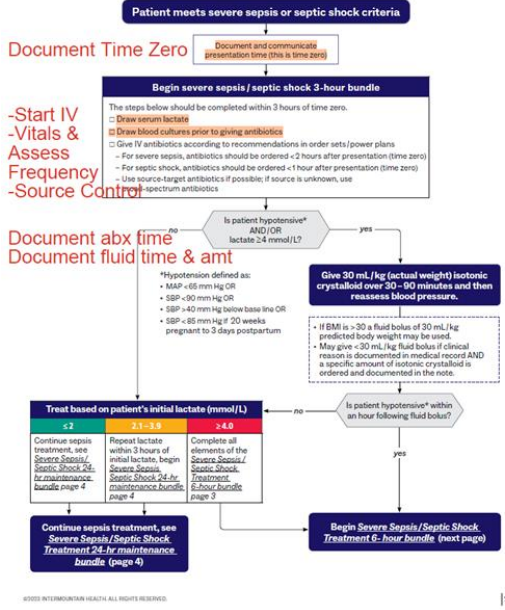 Patient meets severe sepsis or septic shock criteria
Document Time Zero
Document and communicate
presentation time (this is time zero)
Begin severe sepsis / septic shock 3-hour bundle
The steps below should be completed within 3 hours of time zero.
□ Draw serum lactate
□ Draw blood cultures prior to giving antibiotics
□ Give IV antibiotics according to recommendations in order sets/power plans
– For severe sepsis, antibiotics should be ordered <2 hours after presentation (time zero)
– For septic shock, antibiotics should be ordered <1 hour after presentation (time zero)
– Use source-target antibiotics if possible; if source is unknown, use
-spectrum antibiotics
-Start IV
-Vitals &
Assess
Frequency
-Source Control
Document abx time
Document fluid time & amt
Is patient hypotensive*
AND/OR
lactate ≥4 mmol/L?
no
yes
*Hypotension defined as:
• MAP <65 mm Hg OR
• SBP <90 mm Hg OR
• SBP >40 mm Hg below base line OR
• SBP <85 mm Hg if 20 weeks
pregnant to 3 days postpartum
Give 30 mL/kg (actual weight) isotonic
crystalloid over 30–90 minutes and then
reassess blood pressure.
• If BMI is >30 a fluid bolus of 30 mL/kg
predicted body weight may be used.
• May give <30 mL/kg fluid bolus if clinical
reason is documented in medical record AND
a specific amount of isotonic crystalloid is
ordered and documented in the note.
Is patient hypotensive* within
an hour following fluid bolus?
no
yes
Treat based on patient's initial lactate (mmol/L)
≤2
2.1–3.9
≥4.0
Continue sepsis
treatment, see
Severe Sepsis/
Septic Shock 24-
hr maintenance
bundle page 4
Repeat lactate
within 3 hours of
initial lactate, begin
Severe Sepsis
Septic Shock 24-hr
maintenance bundle
page 4
Complete all
elements of the
Severe Sepsis /
Septic Shock
Treatment
6-hour bundle
page 3
Continue sepsis treatment, see
Severe Sepsis/Septic Shock
Treatment 24-hr maintenance
bundle (page 4)
Begin Severe Sepsis/Septic Shock
Treatment 6- hour bundle (next page)
INTERMOUNTAIN HEALTH. ALL RIGHTS RESERVED.